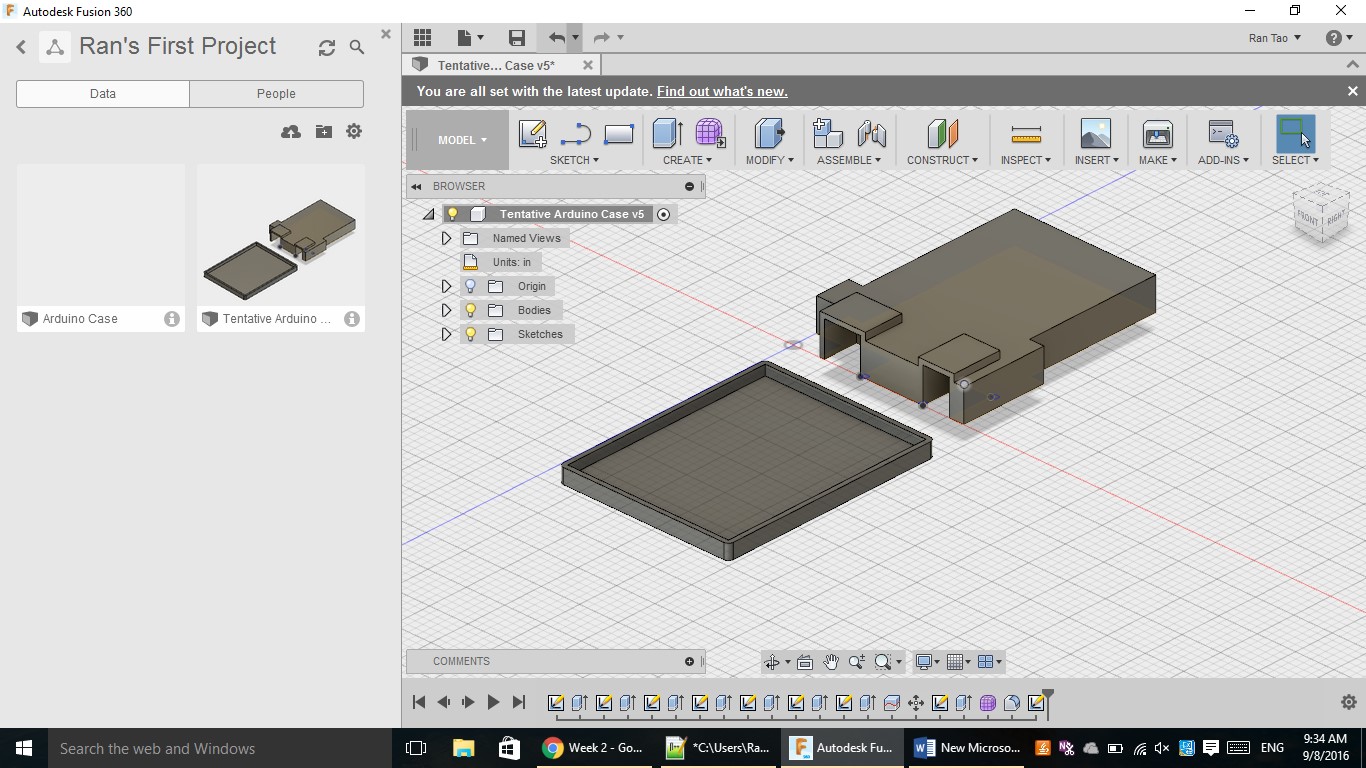 Autodesk Fusion 360
Ran's First Project
Data People
Arduino Case
Tentative Arduino ...
Ran Tao
Tentative... Case v5*
You are all set with the latest update. Find out what's new.
MODEL
SKETCH CREATE MODIFY ASSEMBLE CONSTRUCT INSPECT INSERT MAKE ADD-INS SELECT
BROWSER
Tentative Arduino Case v5
Named Views
Units: in
Origin
Bodies
Sketches
FRONT RIGHT
COMMENTS
Search the web and Windows
Week 2 - Go...
*C:\Users\Ra...
Autodesk Fu...
New Microso...
ENG
9:34 AM
9/8/2016